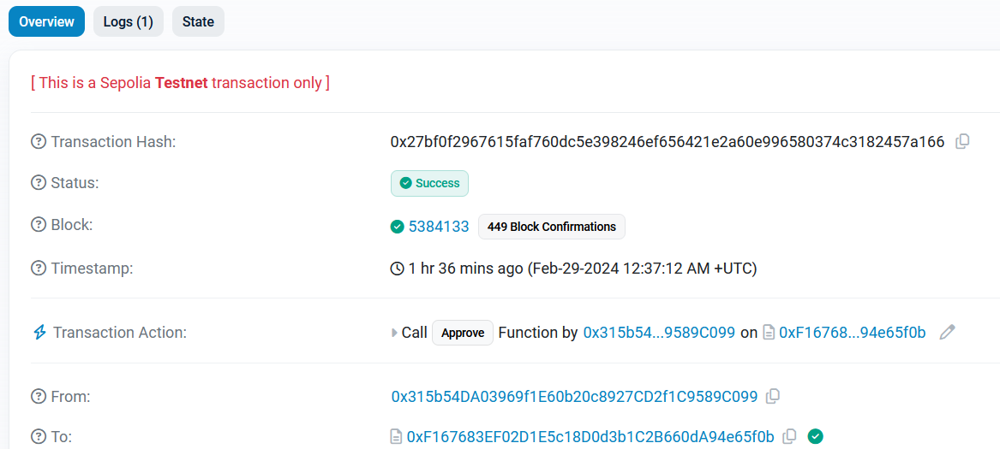 Overview Logs (1) State
[ This is a Sepolia Testnet transaction only ]
Transaction Hash: 0x27bf0f2967615faf760dc5e398246ef656421e2a60e996580374c3182457a166
Status: Success
Block: 5384133 449 Block Confirmations
Timestamp: 1 hr 36 mins ago (Feb-29-2024 12:37:12 AM +UTC)
Transaction Action: Call Approve Function by 0x315b54...9589C099 on 0xF16768...94e65f0b
From: 0x315b54DA03969f1E60b20c8927CD2f1C9589C099
To: 0xF167683EF02D1E5c18D0d3b1C2B660dA94e65f0b